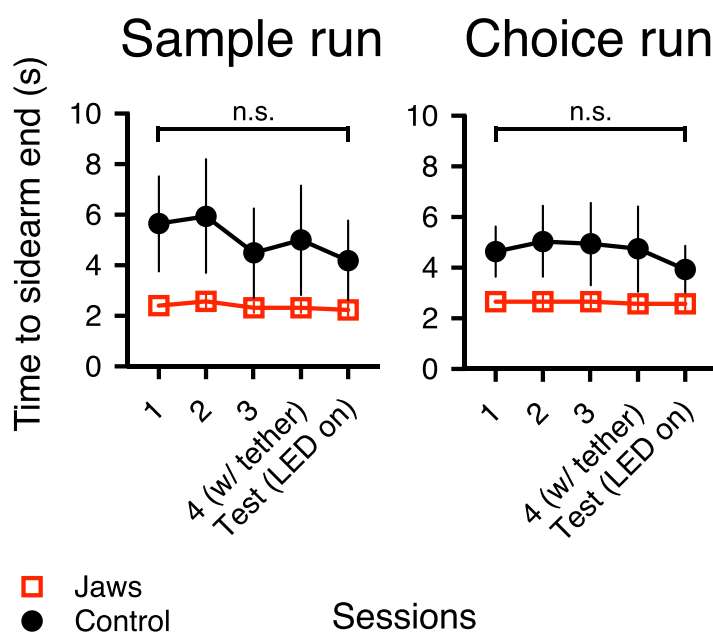 Sample run
Choice run
Time to sidearm end (s)
n.s.
10
8
6
4
2
0
1
2
3
4 (w/ tether)
Test (LED on)
n.s.
10
8
6
4
2
0
1
2
3
4 (w/ tether)
Test (LED on)
Jaws
Control
Sessions